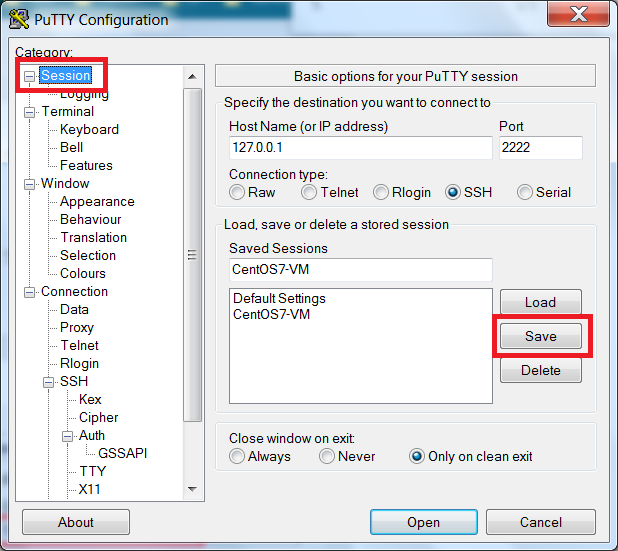 PuTTY Configuration
Category:
Session
Logging
Terminal
Keyboard
Bell
Features
Window
Appearance
Behaviour
Translation
Selection
Colours
Connection
Data
Proxy
Telnet
Rlogin
SSH
Kex
Cipher
Auth
GSSAPI
TTY
X11
Basic options for your PuTTY session
Specify the destination you want to connect to
Host Name (or IP address) Port
127.0.0.1 2222
Connection type:
Raw Telnet Rlogin SSH Serial
Load, save or delete a stored session
Saved Sessions
CentOS7-VM
Default Settings
CentOS7-VM
Load
Save
Delete
Close window on exit:
Always Never Only on clean exit
About Open Cancel